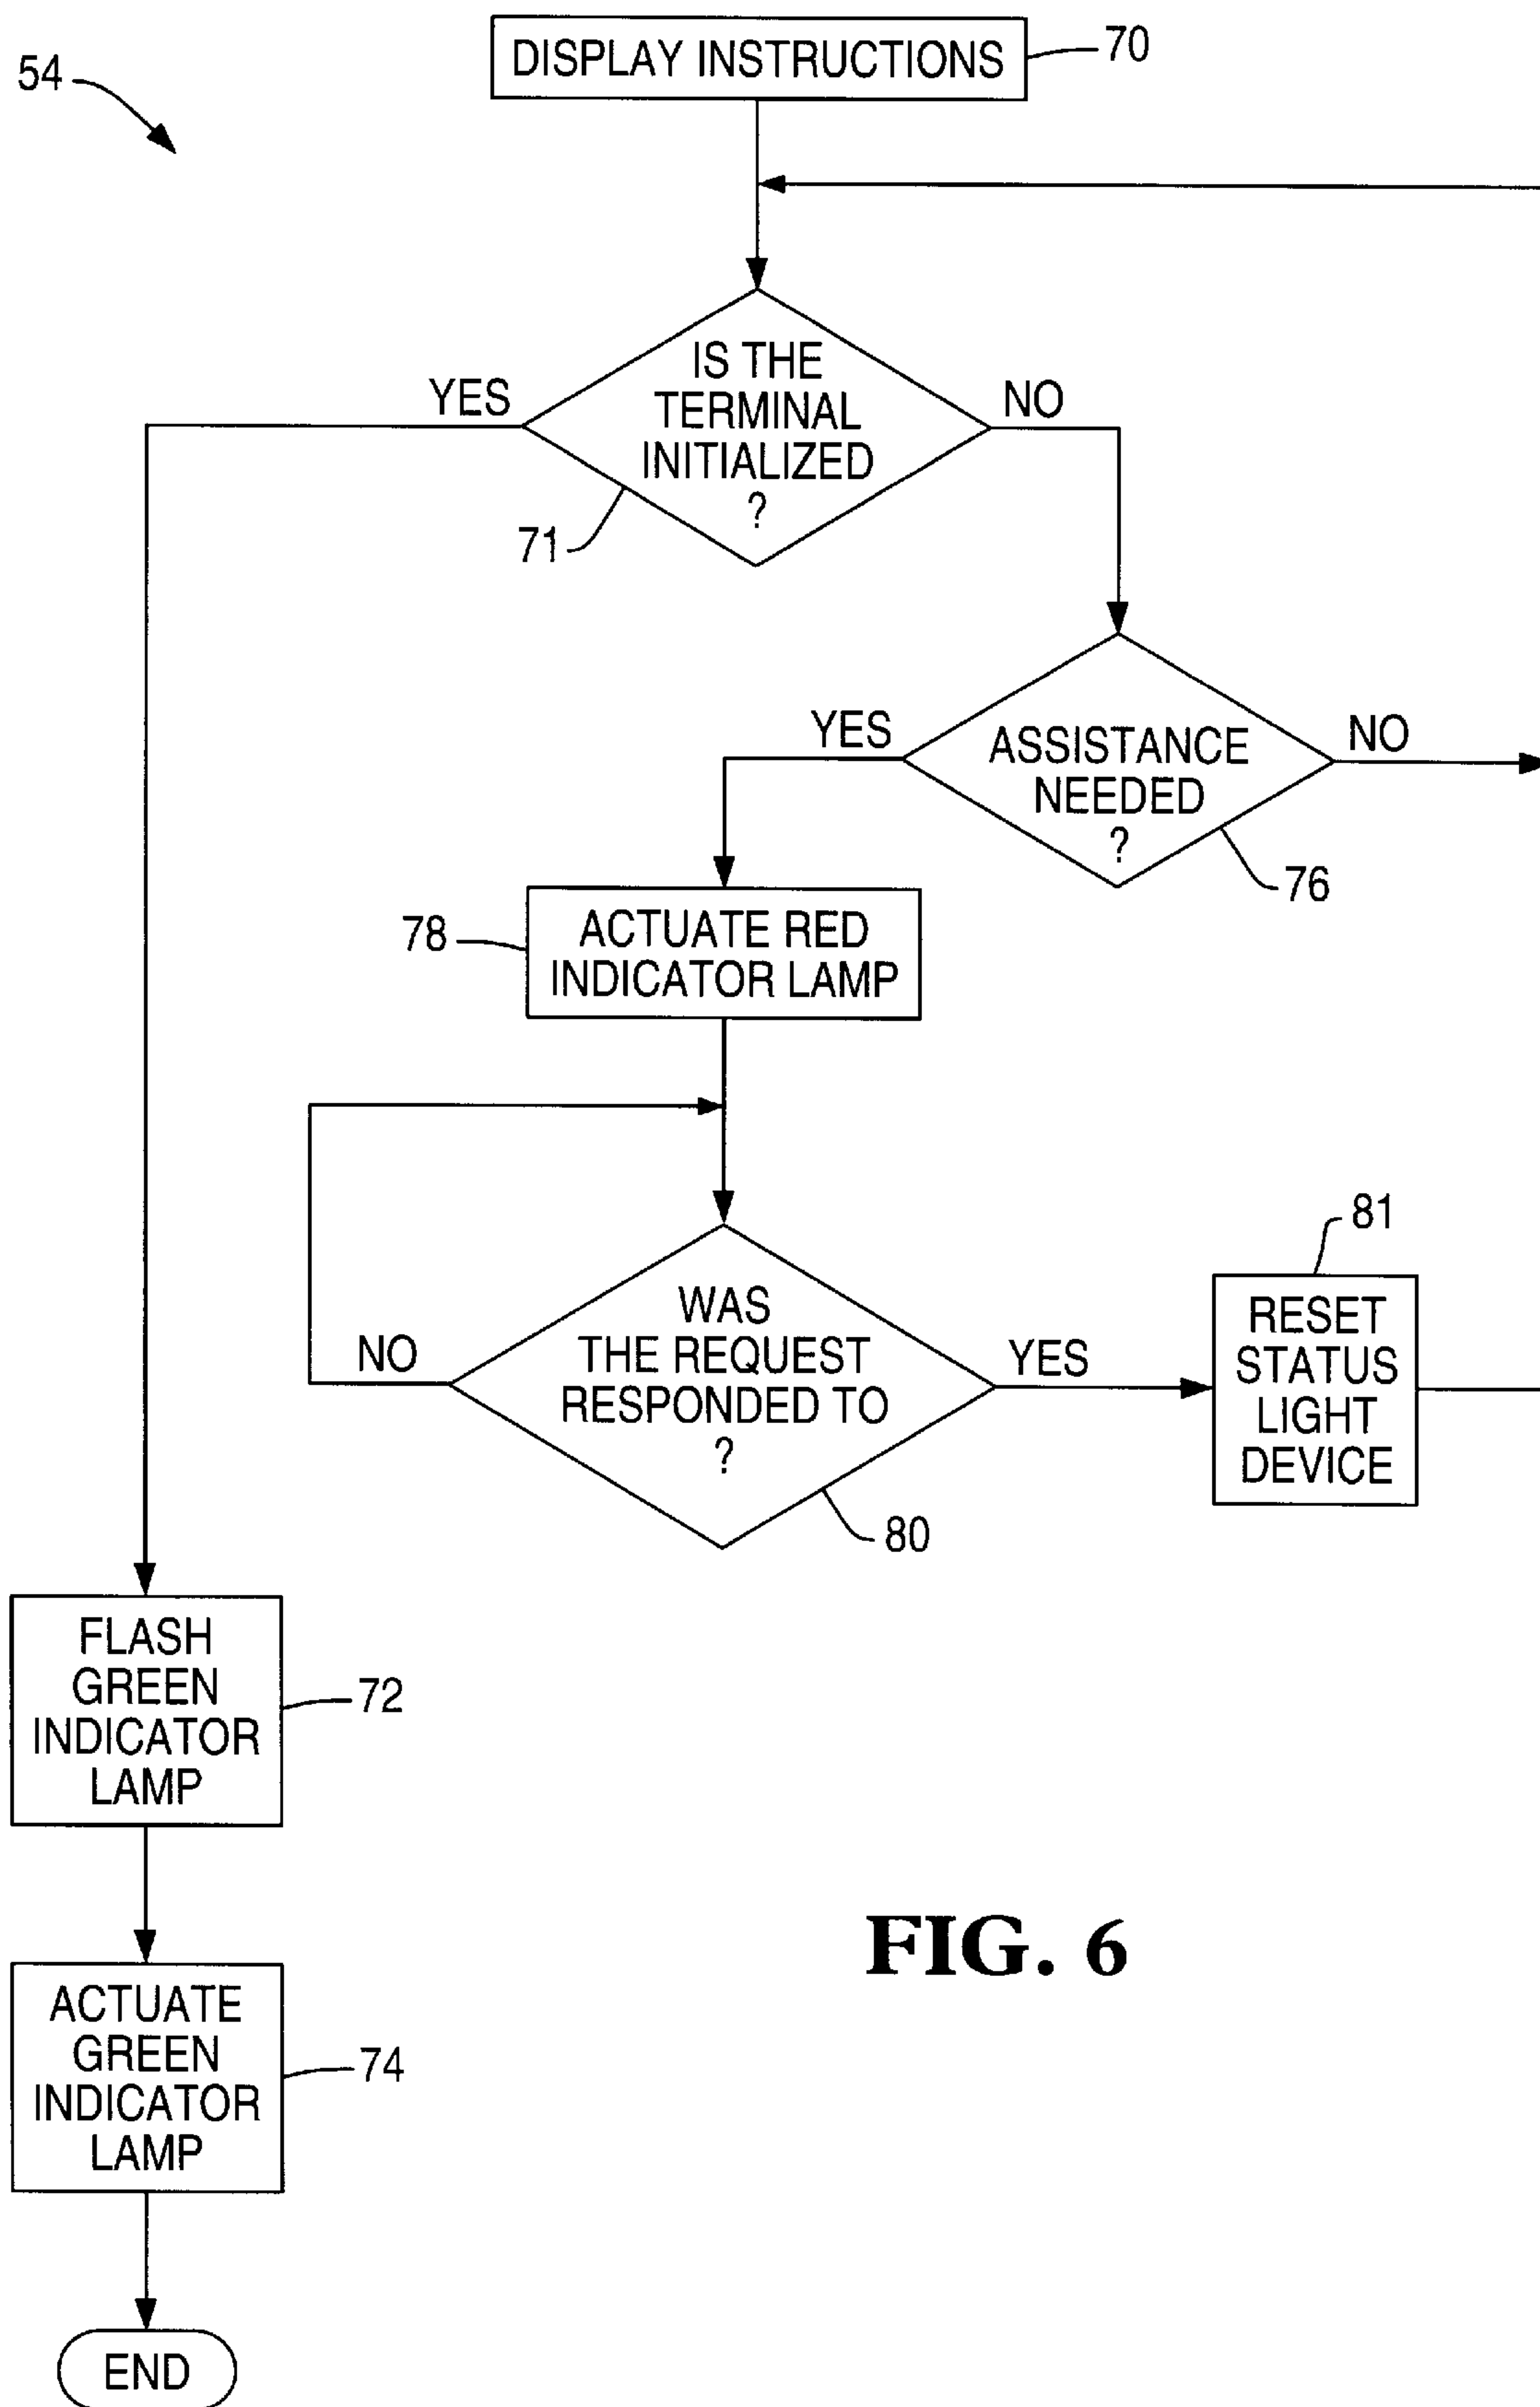 DISPLAY INSTRUCTIONS
70
54
IS THE
TERMINAL
INITIALIZED
?
YES
NO
71
ASSISTANCE
NEEDED
?
YES
NO
76
ACTUATE RED
INDICATOR LAMP
78
WAS
THE REQUEST
RESPONDED TO
?
NO
YES
80
81
RESET
STATUS
LIGHT
DEVICE
FLASH
GREEN
INDICATOR
LAMP
72
ACTUATE
GREEN
INDICATOR
LAMP
74
END
FIG. 6